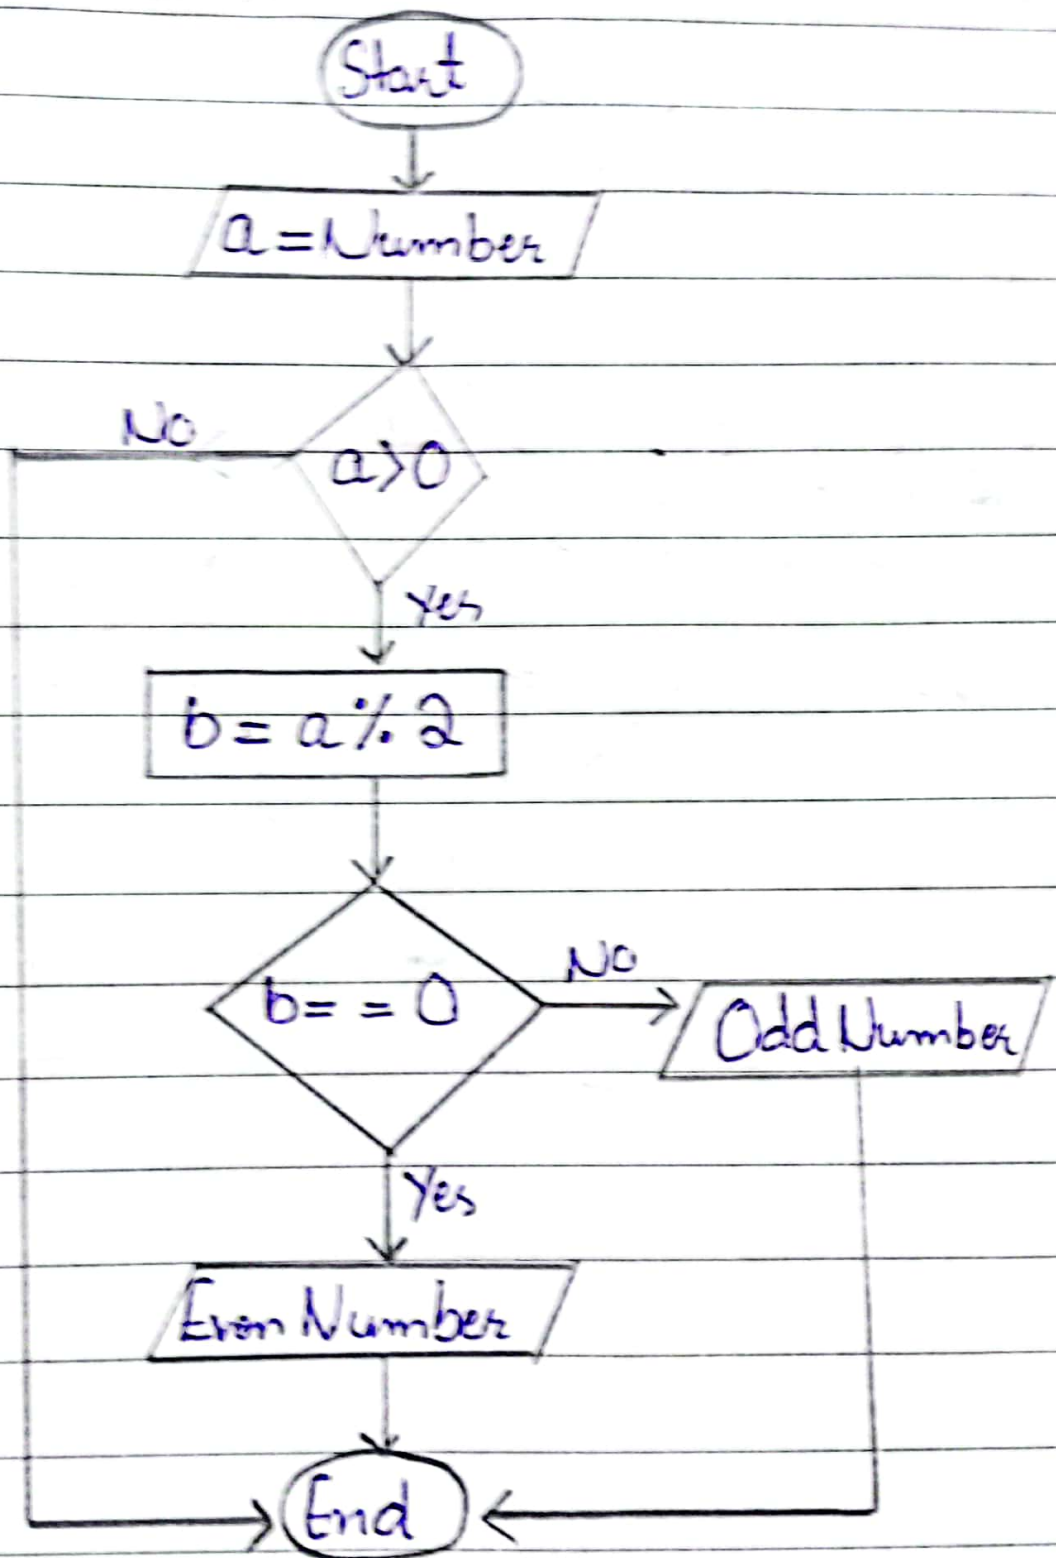 Start
a = Number
No
a>0
Yes
b = a % 2
No
b = = 0
Odd Number
Yes
Even Number
End